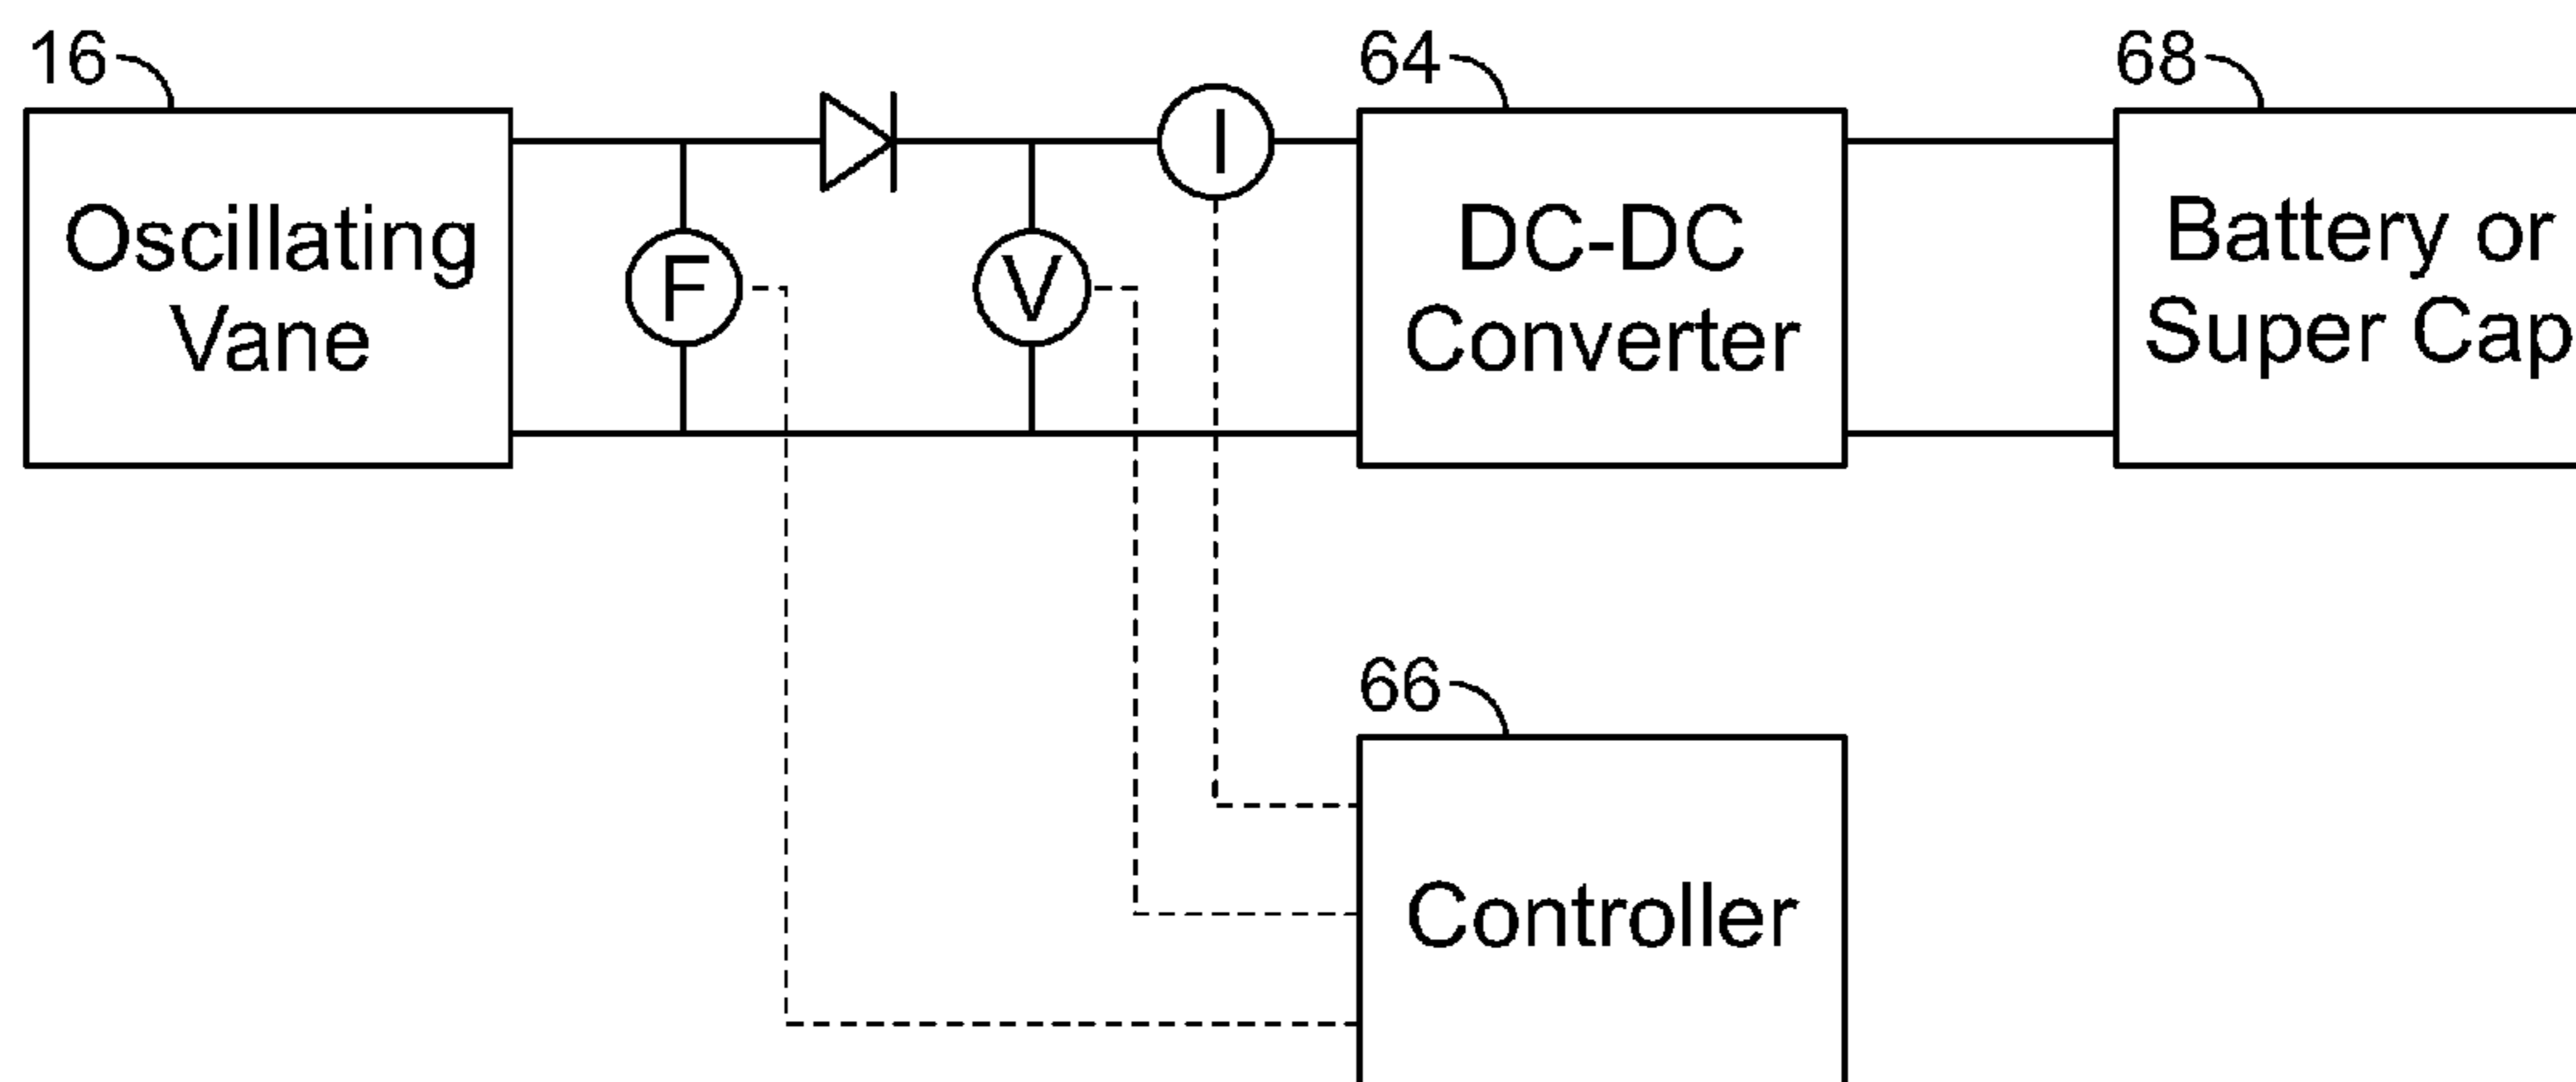 16
64
68
Oscillating
Vane
F
V
I
DC-DC
Converter
Battery or
Super Cap
66
Controller